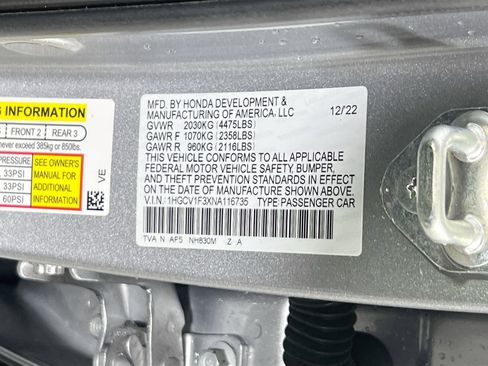 G INFORMATION
FRONT 2 REAR 3
never exceed 385kg or 850lbs.
PRESSURE
33PSI
33PSI
60PSI
SEE OWNER'S
MANUAL FOR
ADDITIONAL
INFORMATION
VE
MFD. BY HONDA DEVELOPMENT &
MANUFACTURING OF AMERICA, LLC 12/22
GVWR 2030KG (4475LBS)
GAWR F 1070KG (2358LBS)
GAWR R 960KG (2116LBS)
THIS VEHICLE CONFORMS TO ALL APPLICABLE
FEDERAL MOTOR VEHICLE SAFETY, BUMPER,
AND THEFT PREVENTION STANDARDS IN EFFECT
ON THE DATE OF MANUFACTURE SHOWN ABOVE.
V.I.N.: 1HGCV1F3XNA116735 TYPE PASSENGER CAR
TVA N AF5 NH830M Z A